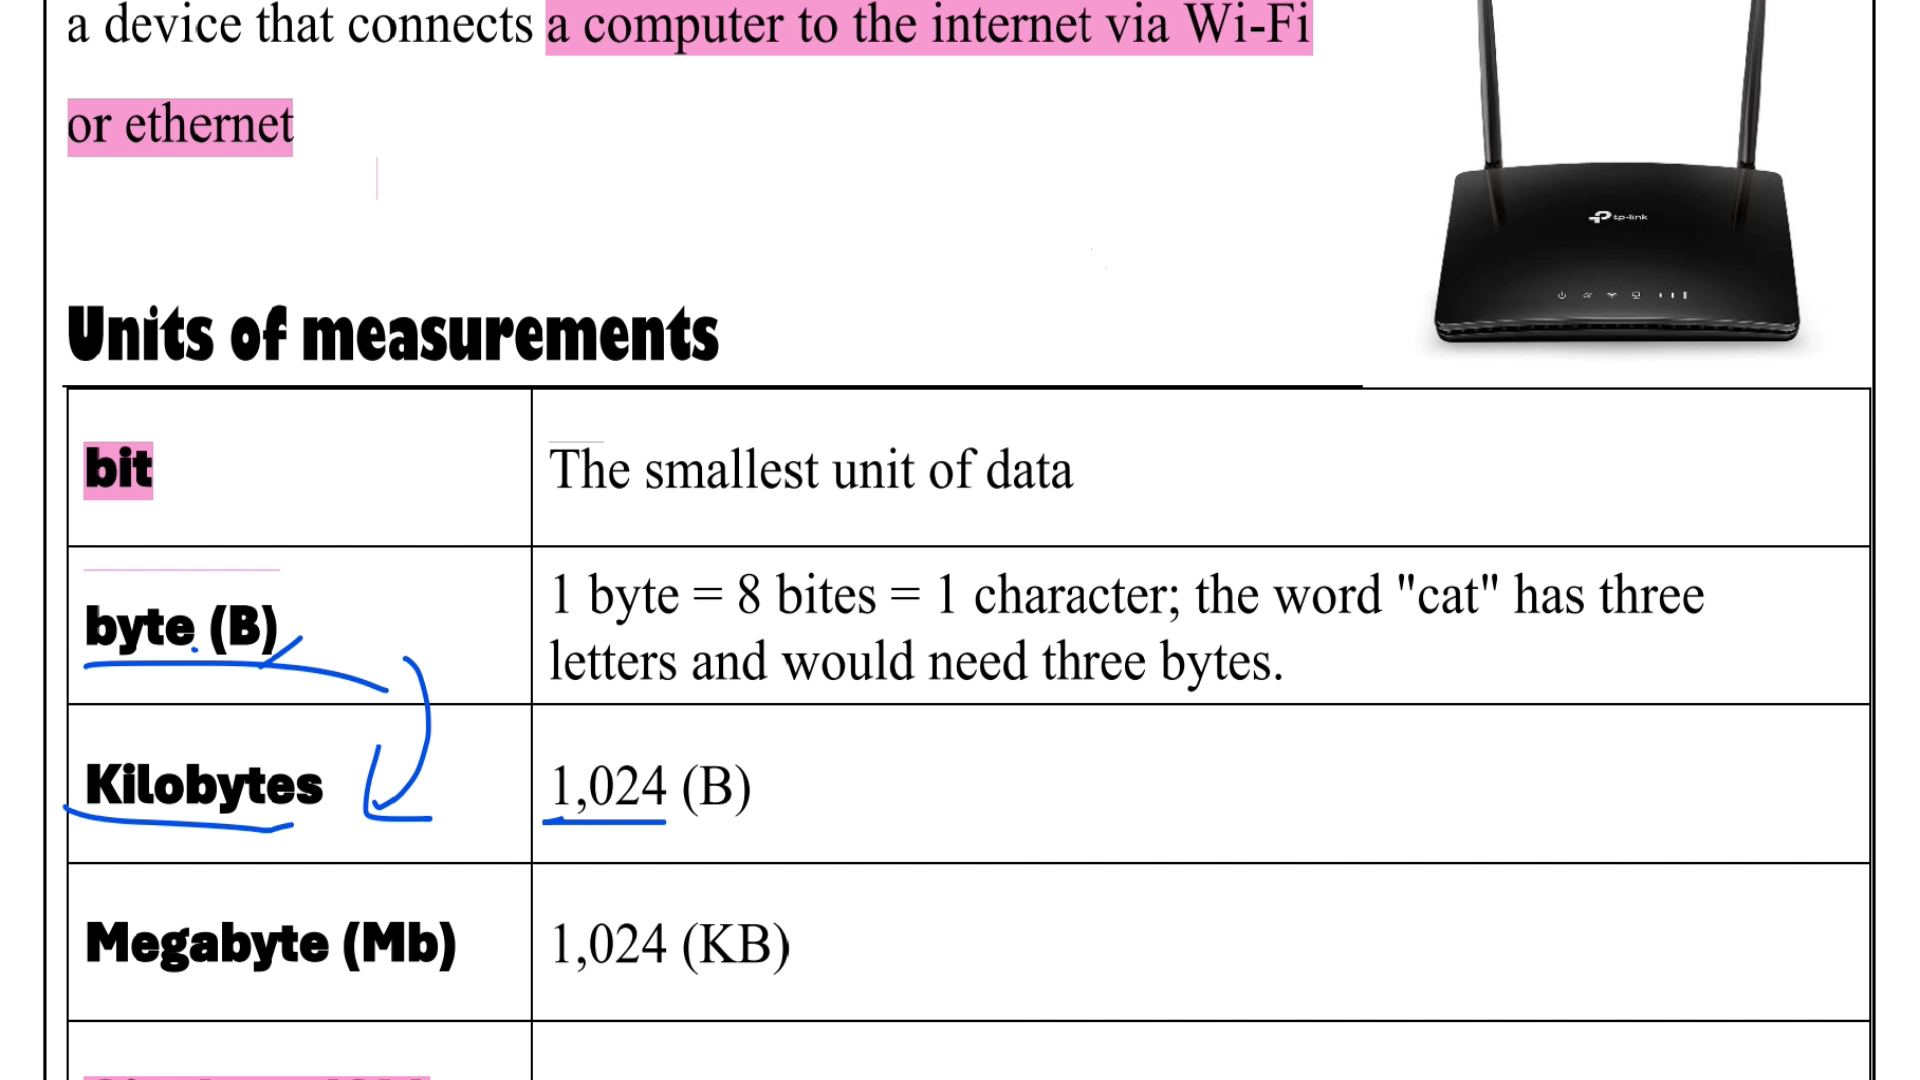 a device that connects a computer to the internet via Wi-Fi
or ethernet
tp-link
Units of measurements
bit
The smallest unit of data
byte (B)
1 byte = 8 bites = 1 character; the word "cat" has three
letters and would need three bytes.
Kilobytes
1,024 (B)
Megabyte (Mb)
1,024 (KB)